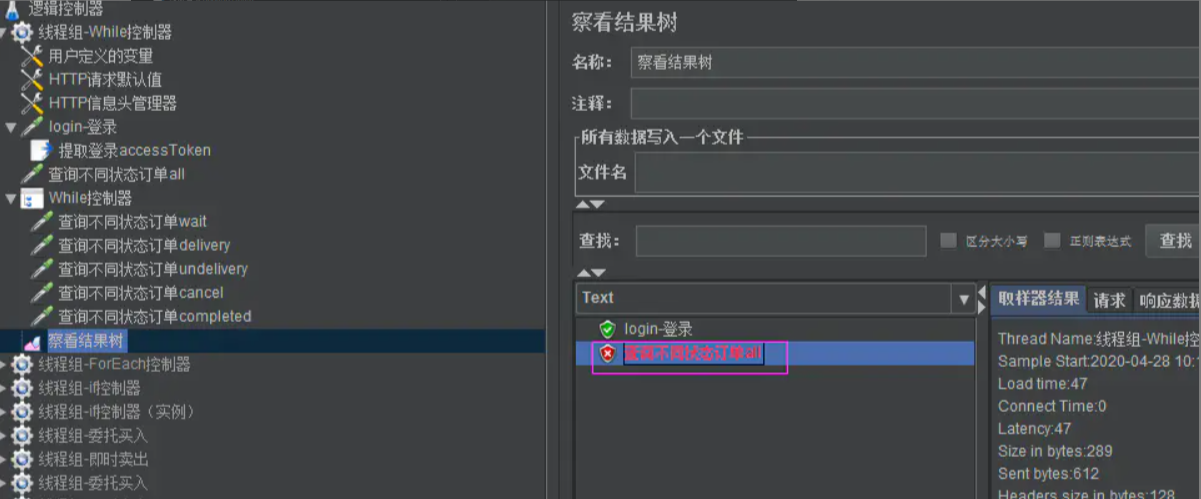 逻辑控制器
线程组-While控制器
用户定义的变量
HTTP请求默认值
HTTP信息头管理器
login-登录
提取登录accessToken
查询不同状态订单all
While控制器
查询不同状态订单wait
查询不同状态订单delivery
查询不同状态订单undelivery
查询不同状态订单cancel
查询不同状态订单completed
察看结果树
线程组-ForEach控制器
线程组-if控制器
线程组-if控制器（实例）
线程组-委托买入
线程组-即时卖出
线程组-委托买入
察看结果树
名称： 察看结果树
注释：
所有数据写入一个文件
文件名
查找： 区分大小写 正则表达式 查找
Text
login-登录
查询不同状态订单all
取样器结果 请求 响应数据
Thread Name:线程组-While控
Sample Start:2020-04-28 10:
Load time:47
Connect Time:0
Latency:47
Size in bytes:289
Sent bytes:612
Headers size in bytes:128